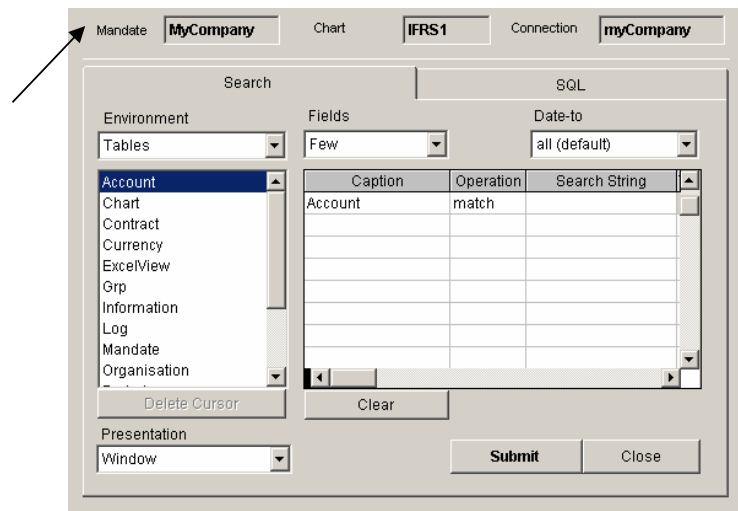 Mandate MyCompany Chart IFRS1 Connection myCompany
Search SQL
Environment Fields Date-to
Tables Few all (default)
Account Caption Operation Search String
Chart Account match
Contract
Currency
ExcelView
Grp
Information
Log
Mandate
Organisation
Delete Cursor Clear
Presentation
Window Submit Close